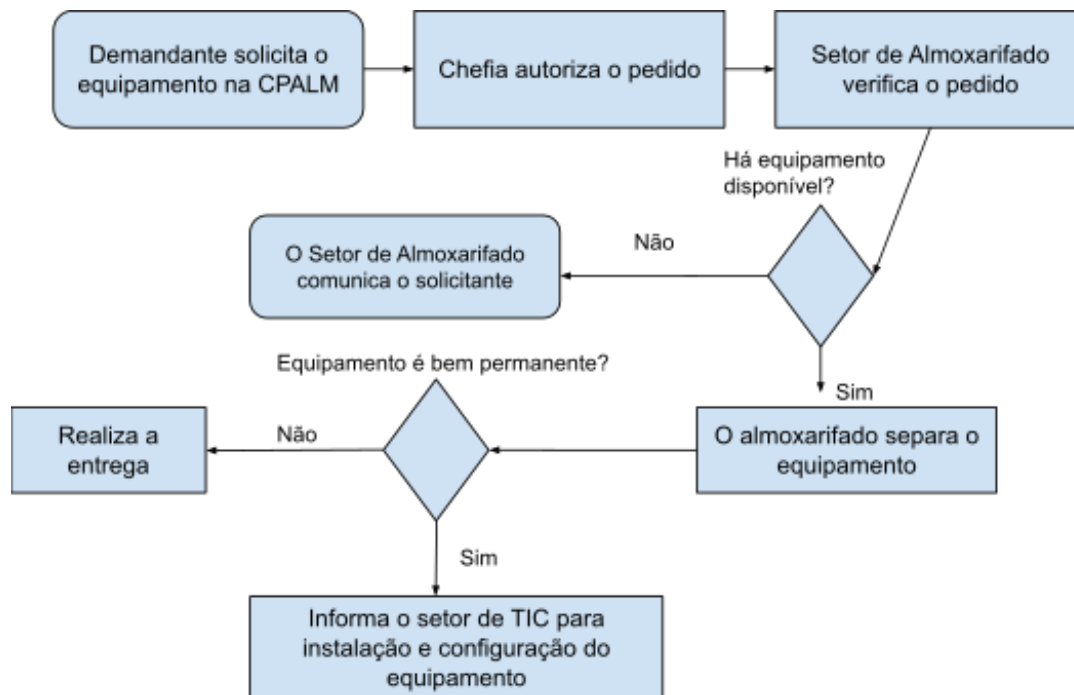 Demandante solicita o
equipamento na CPALM
Chefia autoriza o pedido
Setor de Almoxarifado
verifica o pedido
Há equipamento
disponível?
Não
O Setor de Almoxarifado
comunica o solicitante
Sim
Equipamento é bem permanente?
O almoxarifado separa o
equipamento
Não
Realiza a
entrega
Sim
Informa o setor de TIC para
instalação e configuração do
equipamento